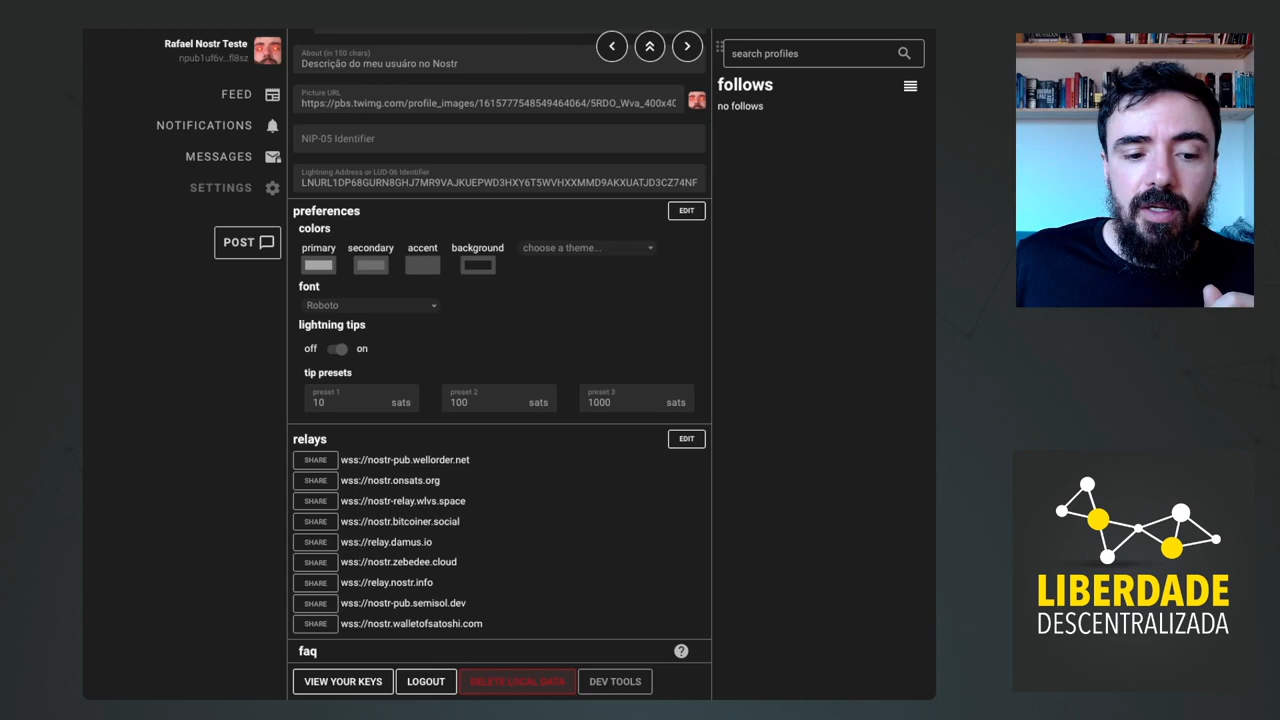 Rafael Nostr Teste
npub1uf6v...fl8sz
FEED
NOTIFICATIONS
MESSAGES
SETTINGS
POST
About (in 150 chars)
Descrição do meu usuáro no Nostr
Picture URL
https://pbs.twimg.com/profile_images/1615777548549464064/5RDO_Wva_400x40
NIP-05 Identifier
Lightning Address or LUD-06 Identifier
LNURL1DP68GURN8GHJ7MR9VAJKUEPWD3HXY6T5WVHXXMMD9AKXUATJD3CZ74NF
preferences
EDIT
colors
primary secondary accent background choose a theme...
font
Roboto
lightning tips
off on
tip presets
preset 1 preset 2 preset 3
10 sats 100 sats 1000 sats
relays
EDIT
SHARE wss://nostr-pub.wellorder.net
SHARE wss://nostr.onsats.org
SHARE wss://nostr-relay.wlvs.space
SHARE wss://nostr.bitcoiner.social
SHARE wss://relay.damus.io
SHARE wss://nostr.zebedee.cloud
SHARE wss://relay.nostr.info
SHARE wss://nostr-pub.semisol.dev
SHARE wss://nostr.walletofsatoshi.com
faq ?
VIEW YOUR KEYS LOGOUT DELETE LOCAL DATA DEV TOOLS
search profiles
follows
no follows
LIBERDADE
DESCENTRALIZADA